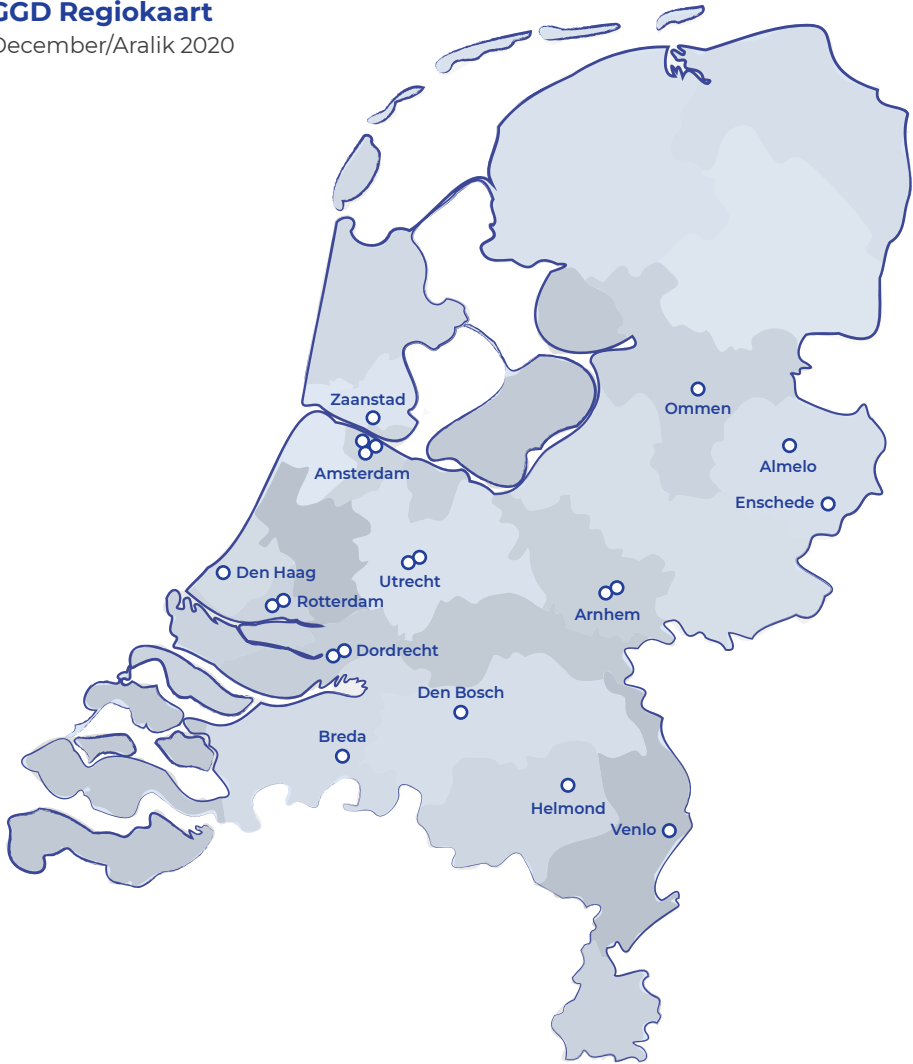 GGD Regiokaart
December/Aralik 2020
Zaanstad
Ommen
Amsterdam
Almelo
Enschede
Den Haag
Utrecht
Rotterdam
Arnhem
Dordrecht
Den Bosch
Breda
Helmond
Venlo